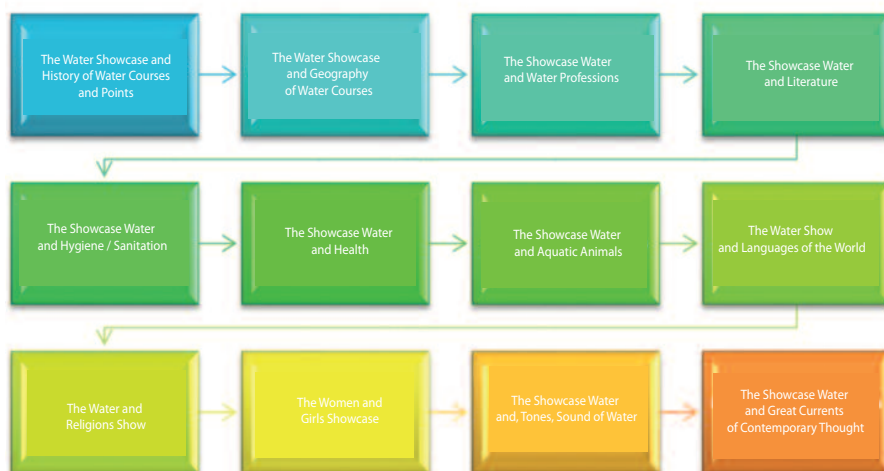 The Water Showcase and
History of Water Courses
and Points
The Water Showcase
and Geography
of Water Courses
The Showcase Water
and Water Professions
The Showcase Water
and Literature
The Showcase Water
and Hygiene / Sanitation
The Showcase Water
and Health
The Showcase Water
and Aquatic Animals
The Water Show
and Languages of the World
The Water and
Religions Show
The Women and
Girls Showcase
The Showcase Water
and, Tones, Sound of Water
The Showcase Water
and Great Currents
of Contemporary Thought